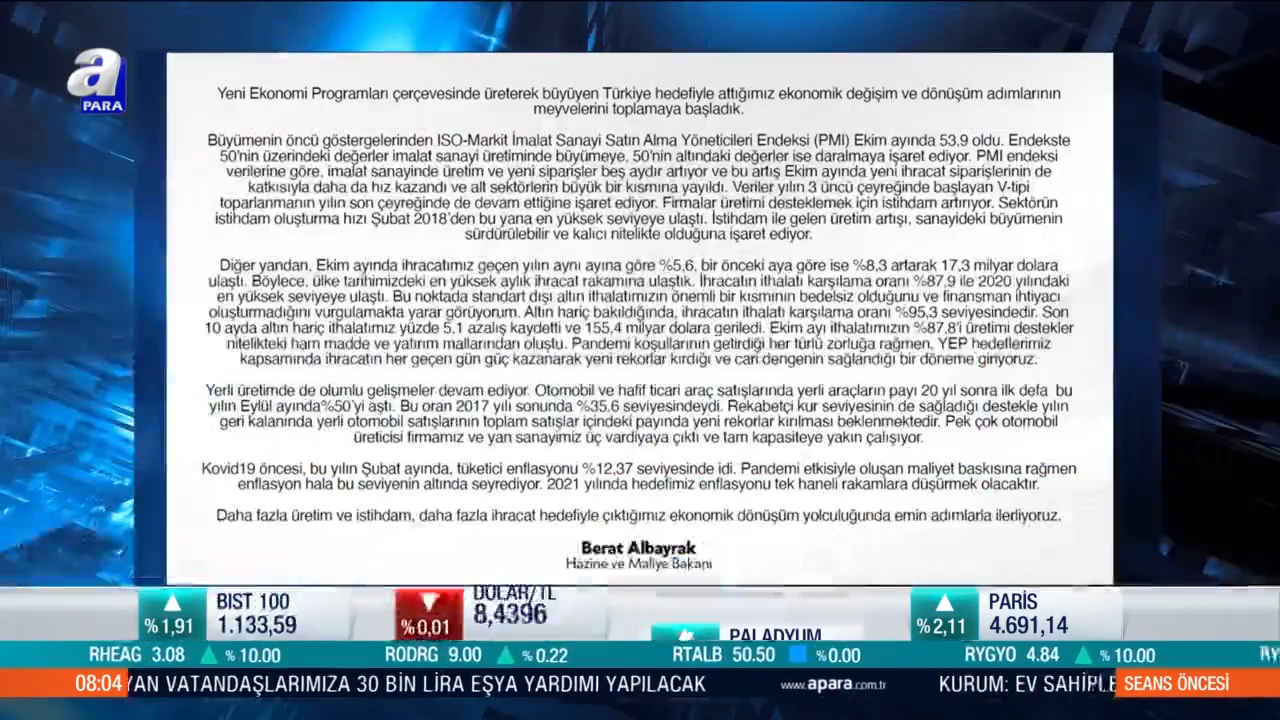 a
PARA
Yeni Ekonomi Programları çerçevesinde üreterek büyüyen Türkiye hedefiyle attığımız ekonomik değişim ve dönüşüm adımlarının
meyvelerini toplamaya başladık.
Büyümenin öncü göstergelerinden ISO-Markit İmalat Sanayi Satın Alma Yöneticileri Endeksi (PMI) Ekim ayında 53,9 oldu. Endekste
50'nin üzerindeki değerler imalat sanayi üretiminde büyümeye, 50'nin altındaki değerler ise daralmaya işaret ediyor. PMI endeksi
verilerine göre, imalat sanayinde üretim ve yeni siparişler beş aydır artıyor ve bu artış Ekim ayında yeni ihracat siparişlerinin de
katkısıyla daha da hız kazandı ve alt sektörlerin büyük bir kısmına yayıldı. Veriler yılın 3 üncü çeyreğinde başlayan V-tipi
toparlanmanın yılın son çeyreğinde de devam ettiğine işaret ediyor. Firmalar üretimi desteklemek için istihdam artırıyor. Sektörün
istihdam oluşturma hızı Şubat 2018'den bu yana en yüksek seviyeye ulaştı. İstihdam ile gelen üretim artışı, sanayideki büyümenin
sürdürülebilir ve kalıcı nitelikte olduğuna işaret ediyor.
Diğer yandan, Ekim ayında ihracatımız geçen yılın aynı ayına göre %5,6, bir önceki aya göre ise %8,3 artarak 17,3 milyar dolara
ulaştı. Böylece, ülke tarihimizdeki en yüksek aylık ihracat rakamına ulaştık. İhracatın ithalatı karşılama oranı %87,9 ile 2020 yılındaki
en yüksek seviyeye ulaştı. Bu noktada standart dışı altın ithalatımızın önemli bir kısmının bedelsiz olduğunu ve finansman ihtiyacı
oluşturmadığını vurgulamakta yarar görüyorum. Altın hariç bakıldığında, ihracatın ithalatı karşılama oranı %95,3 seviyesindedir. Son
10 ayda altın hariç ithalatımız yüzde 5,1 azalış kaydetti ve 155,4 milyar dolara geriledi. Ekim ayı ithalatımızın %87,8'i üretimi destekler
nitelikteki ham madde ve yatırım mallarından oluştu. Pandemi koşullarının getirdiği her türlü zorluğa rağmen, YEP hedeflerimiz
kapsamında ihracatın her geçen gün güç kazanarak yeni rekorlar kırdığı ve cari dengenin sağlandığı bir döneme giriyoruz.
Yerli üretimde de olumlu gelişmeler devam ediyor. Otomobil ve hafif ticari araç satışlarında yerli araçların payı 20 yıl sonra ilk defa bu
yılın Eylül ayında%50'yi aştı. Bu oran 2017 yılı sonunda %35,6 seviyesindeydi. Rekabetçi kur seviyesinin de sağladığı destekle yılın
geri kalanında yerli otomobil satışlarının toplam satışlar içindeki payında yeni rekorlar kırılması beklenmektedir. Pek çok otomobil
üreticisi firmamız ve yan sanayimiz üç vardiyaya çıktı ve tam kapasiteye yakın çalışıyor.
Kovid19 öncesi, bu yılın Şubat ayında, tüketici enflasyonu %12,37 seviyesinde idi. Pandemi etkisiyle oluşan maliyet baskısına rağmen
enflasyon hala bu seviyenin altında seyrediyor. 2021 yılında hedefimiz enflasyonu tek haneli rakamlara düşürmek olacaktır.
Daha fazla üretim ve istihdam, daha fazla ihracat hedefiyle çıktığımız ekonomik dönüşüm yolculuğunda emin adımlarla ilerliyoruz.
Berat Albayrak
Hazine ve Maliye Bakanı
%1,91 BIST 100 1.133,59
%0,01 DOLAR/TL 8,4396
PALADYUM
%2,11 PARİS 4.691,14
RHEAG 3.08 % 10.00 RODRG 9.00 % 0.22 RTALB 50.50 %0.00 RYGYO 4.84 % 10.00 RY
08:04 YAN VATANDAŞLARIMIZA 30 BİN LİRA EŞYA YARDIMI YAPILACAK www.apara.com.tr KURUM: EV SAHİPLE SEANS ÖNCESİ